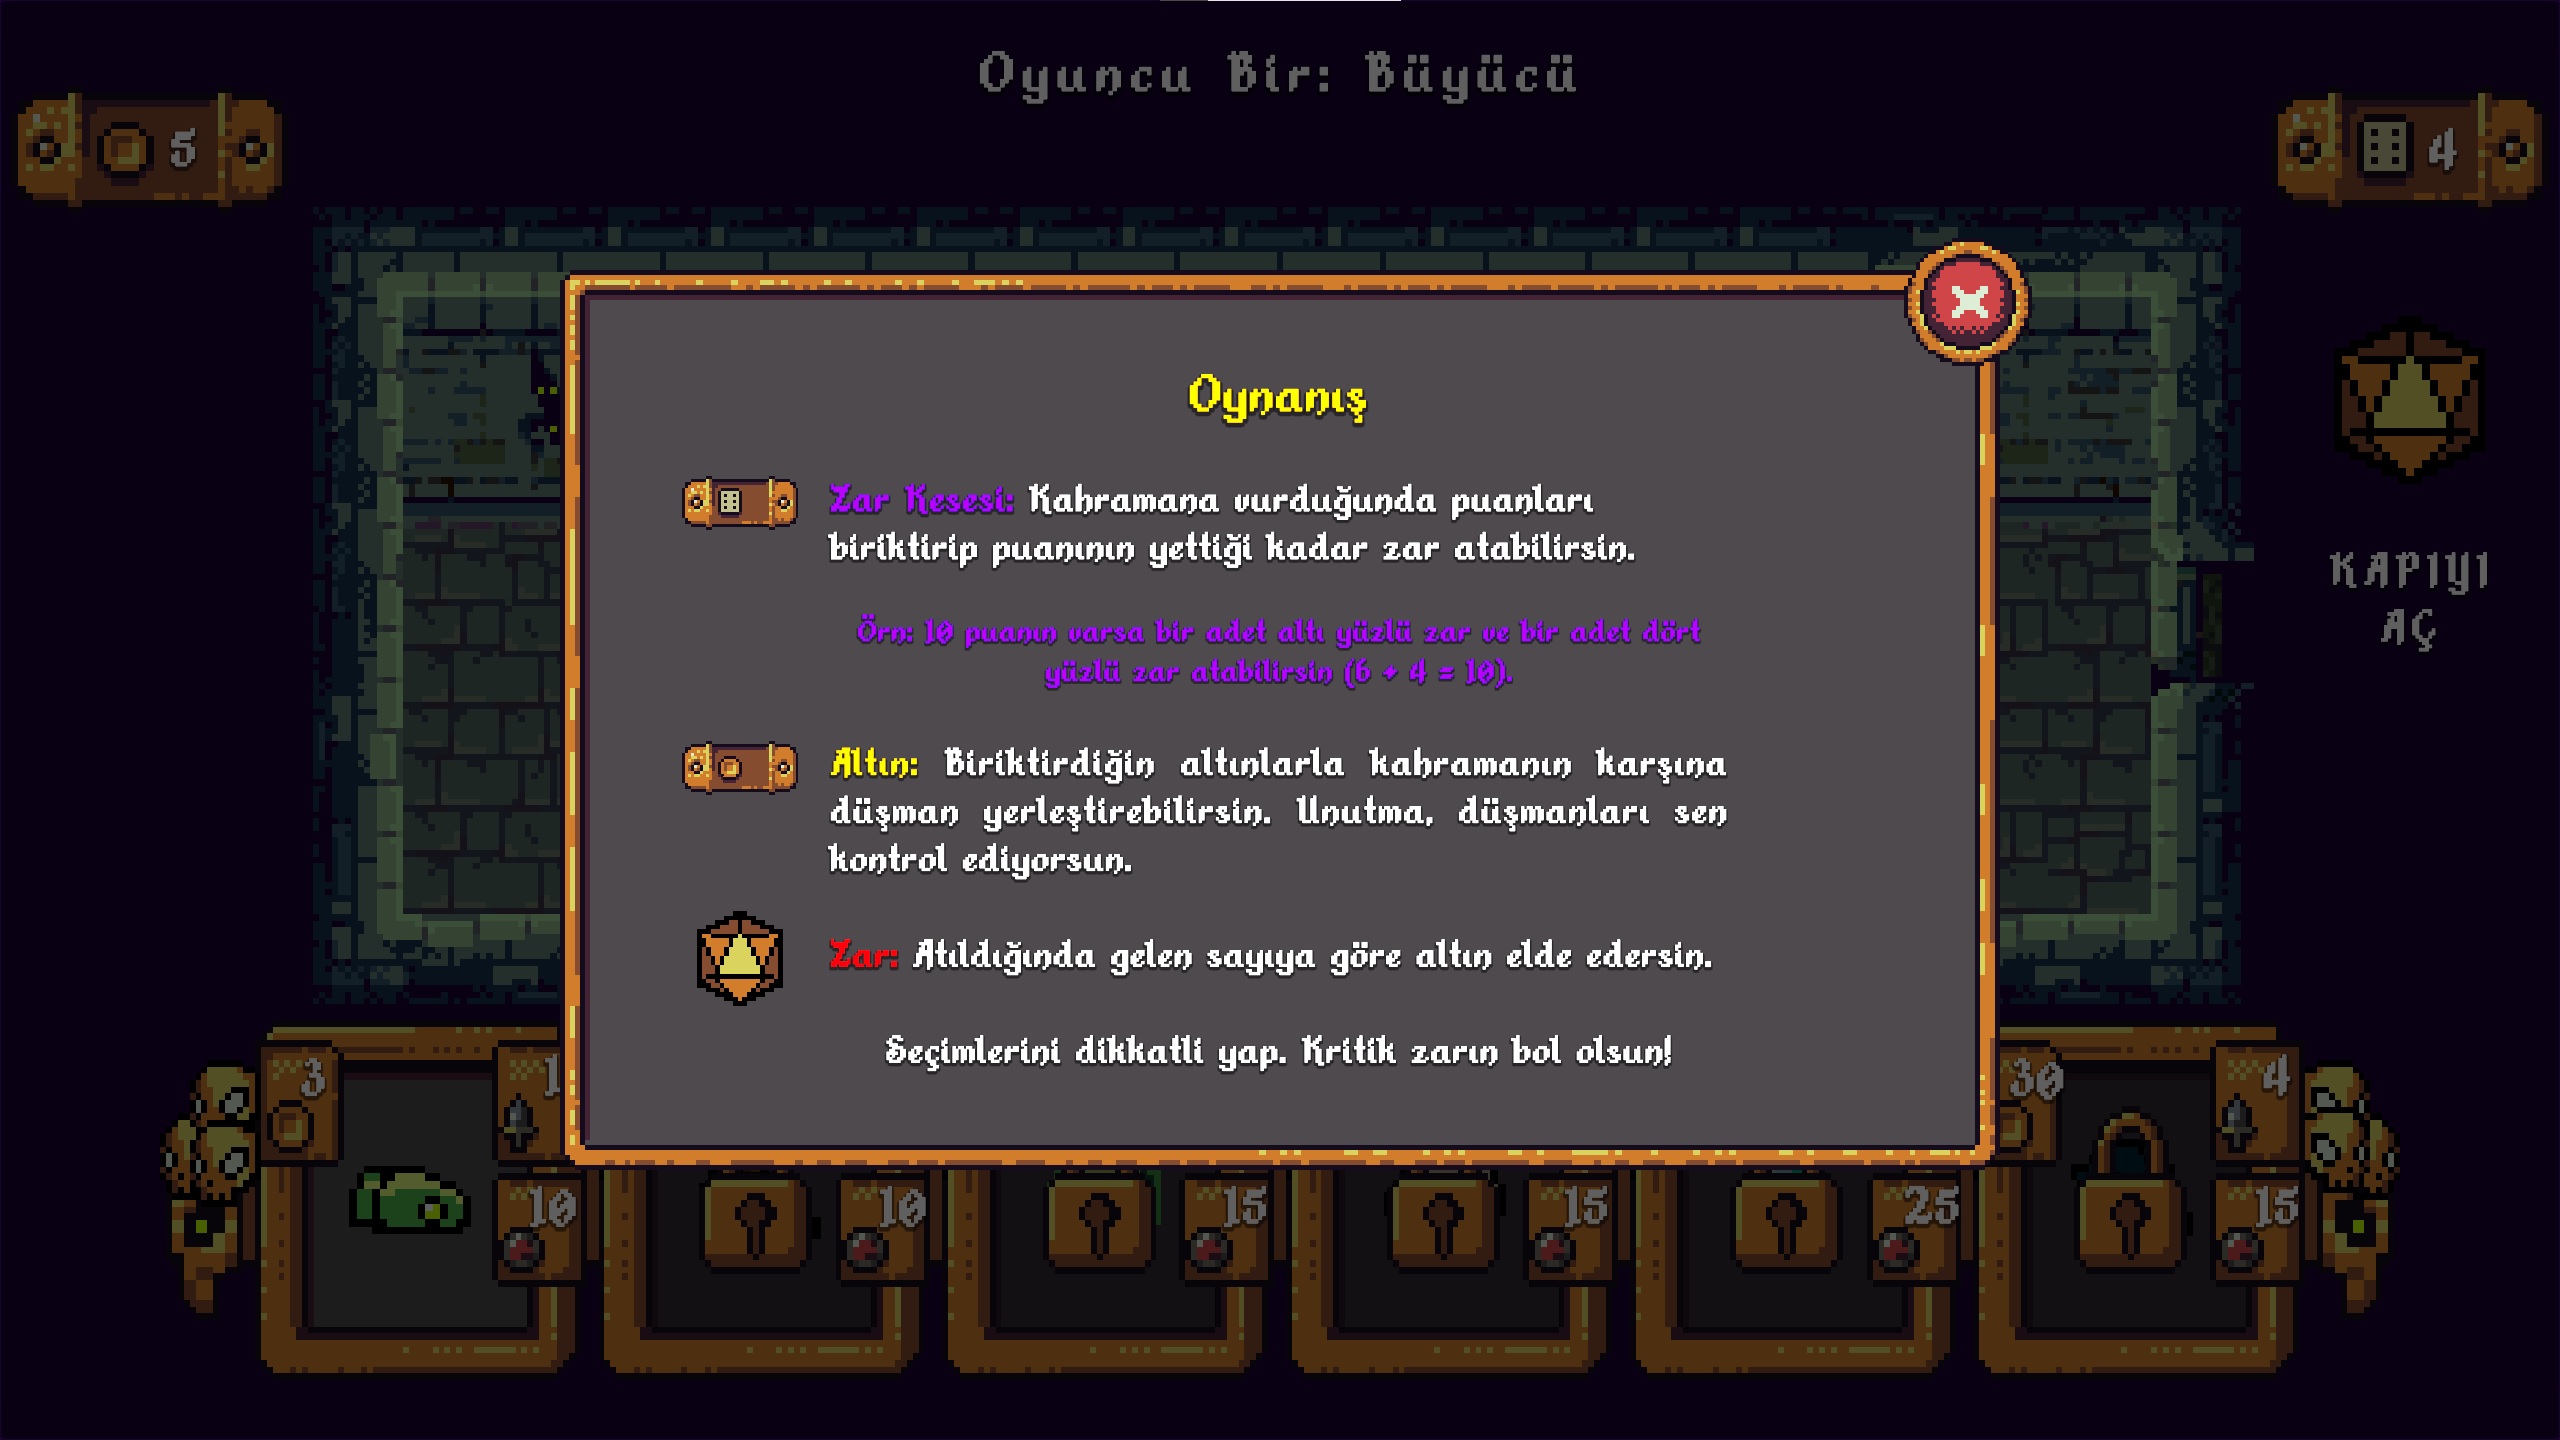 Oyuncu Bir: Büyücü
5
4
Oynanış
Zar Kesesi: Kahramana vurduğunda puanları
biriktirip puanının yettiği kadar zar atabilirsin.
Örn: 10 puanın varsa bir adet altı yüzlü zar ve bir adet dört
yüzlü zar atabilirsin (6 + 4 = 10).
Altın: Biriktirdiğin altınlarla kahramanın karşına
düşman yerleştirebilirsin. Unutma, düşmanları sen
kontrol ediyorsun.
Zar: Atıldığında gelen sayıya göre altın elde edersin.
Seçimlerini dikkatli yap. Kritik zarın bol olsun!
KAPIYI
AÇ
3
1
30
4
10
10
15
15
25
15